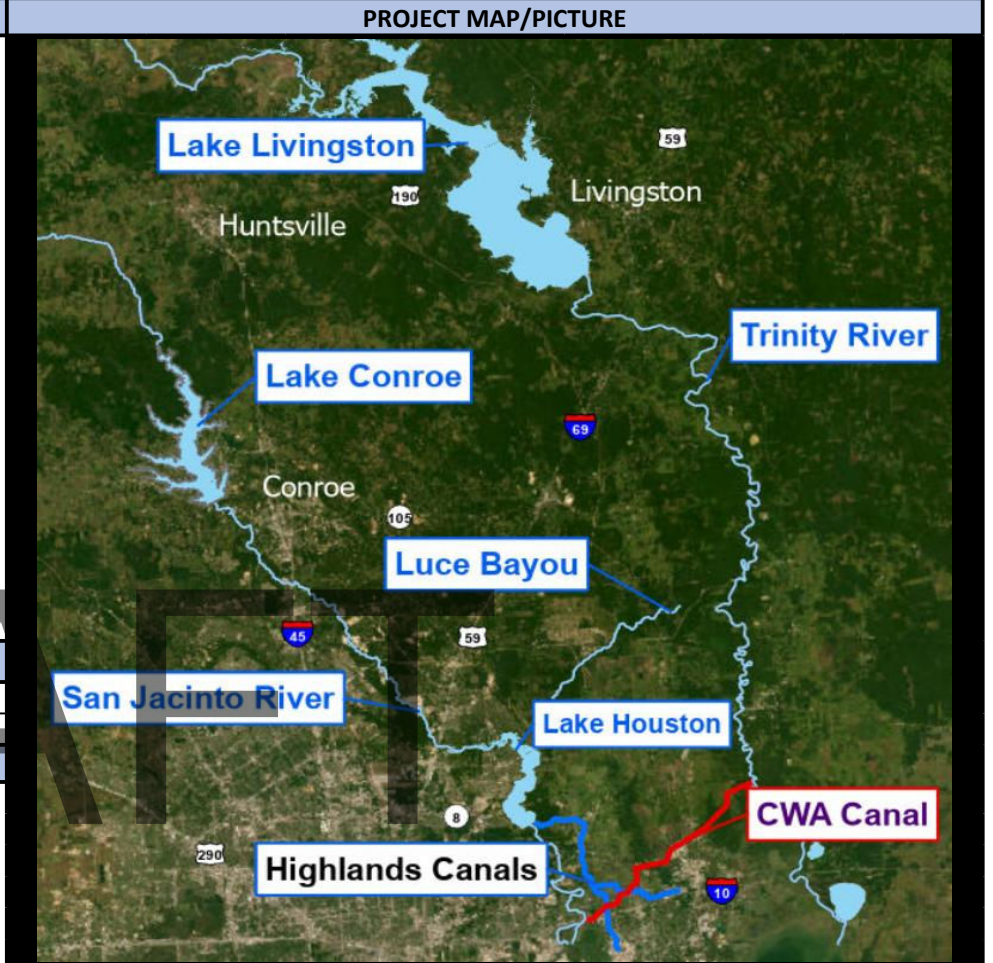 PROJECT MAP/PICTURE
Lake Livingston
59
190
Livingston
Huntsville
Trinity River
Lake Conroe
69
Conroe
105
Luce Bayou
45
59
San Jacinto River
Lake Houston
CWA Canal
8
290
Highlands Canals
10
AFT